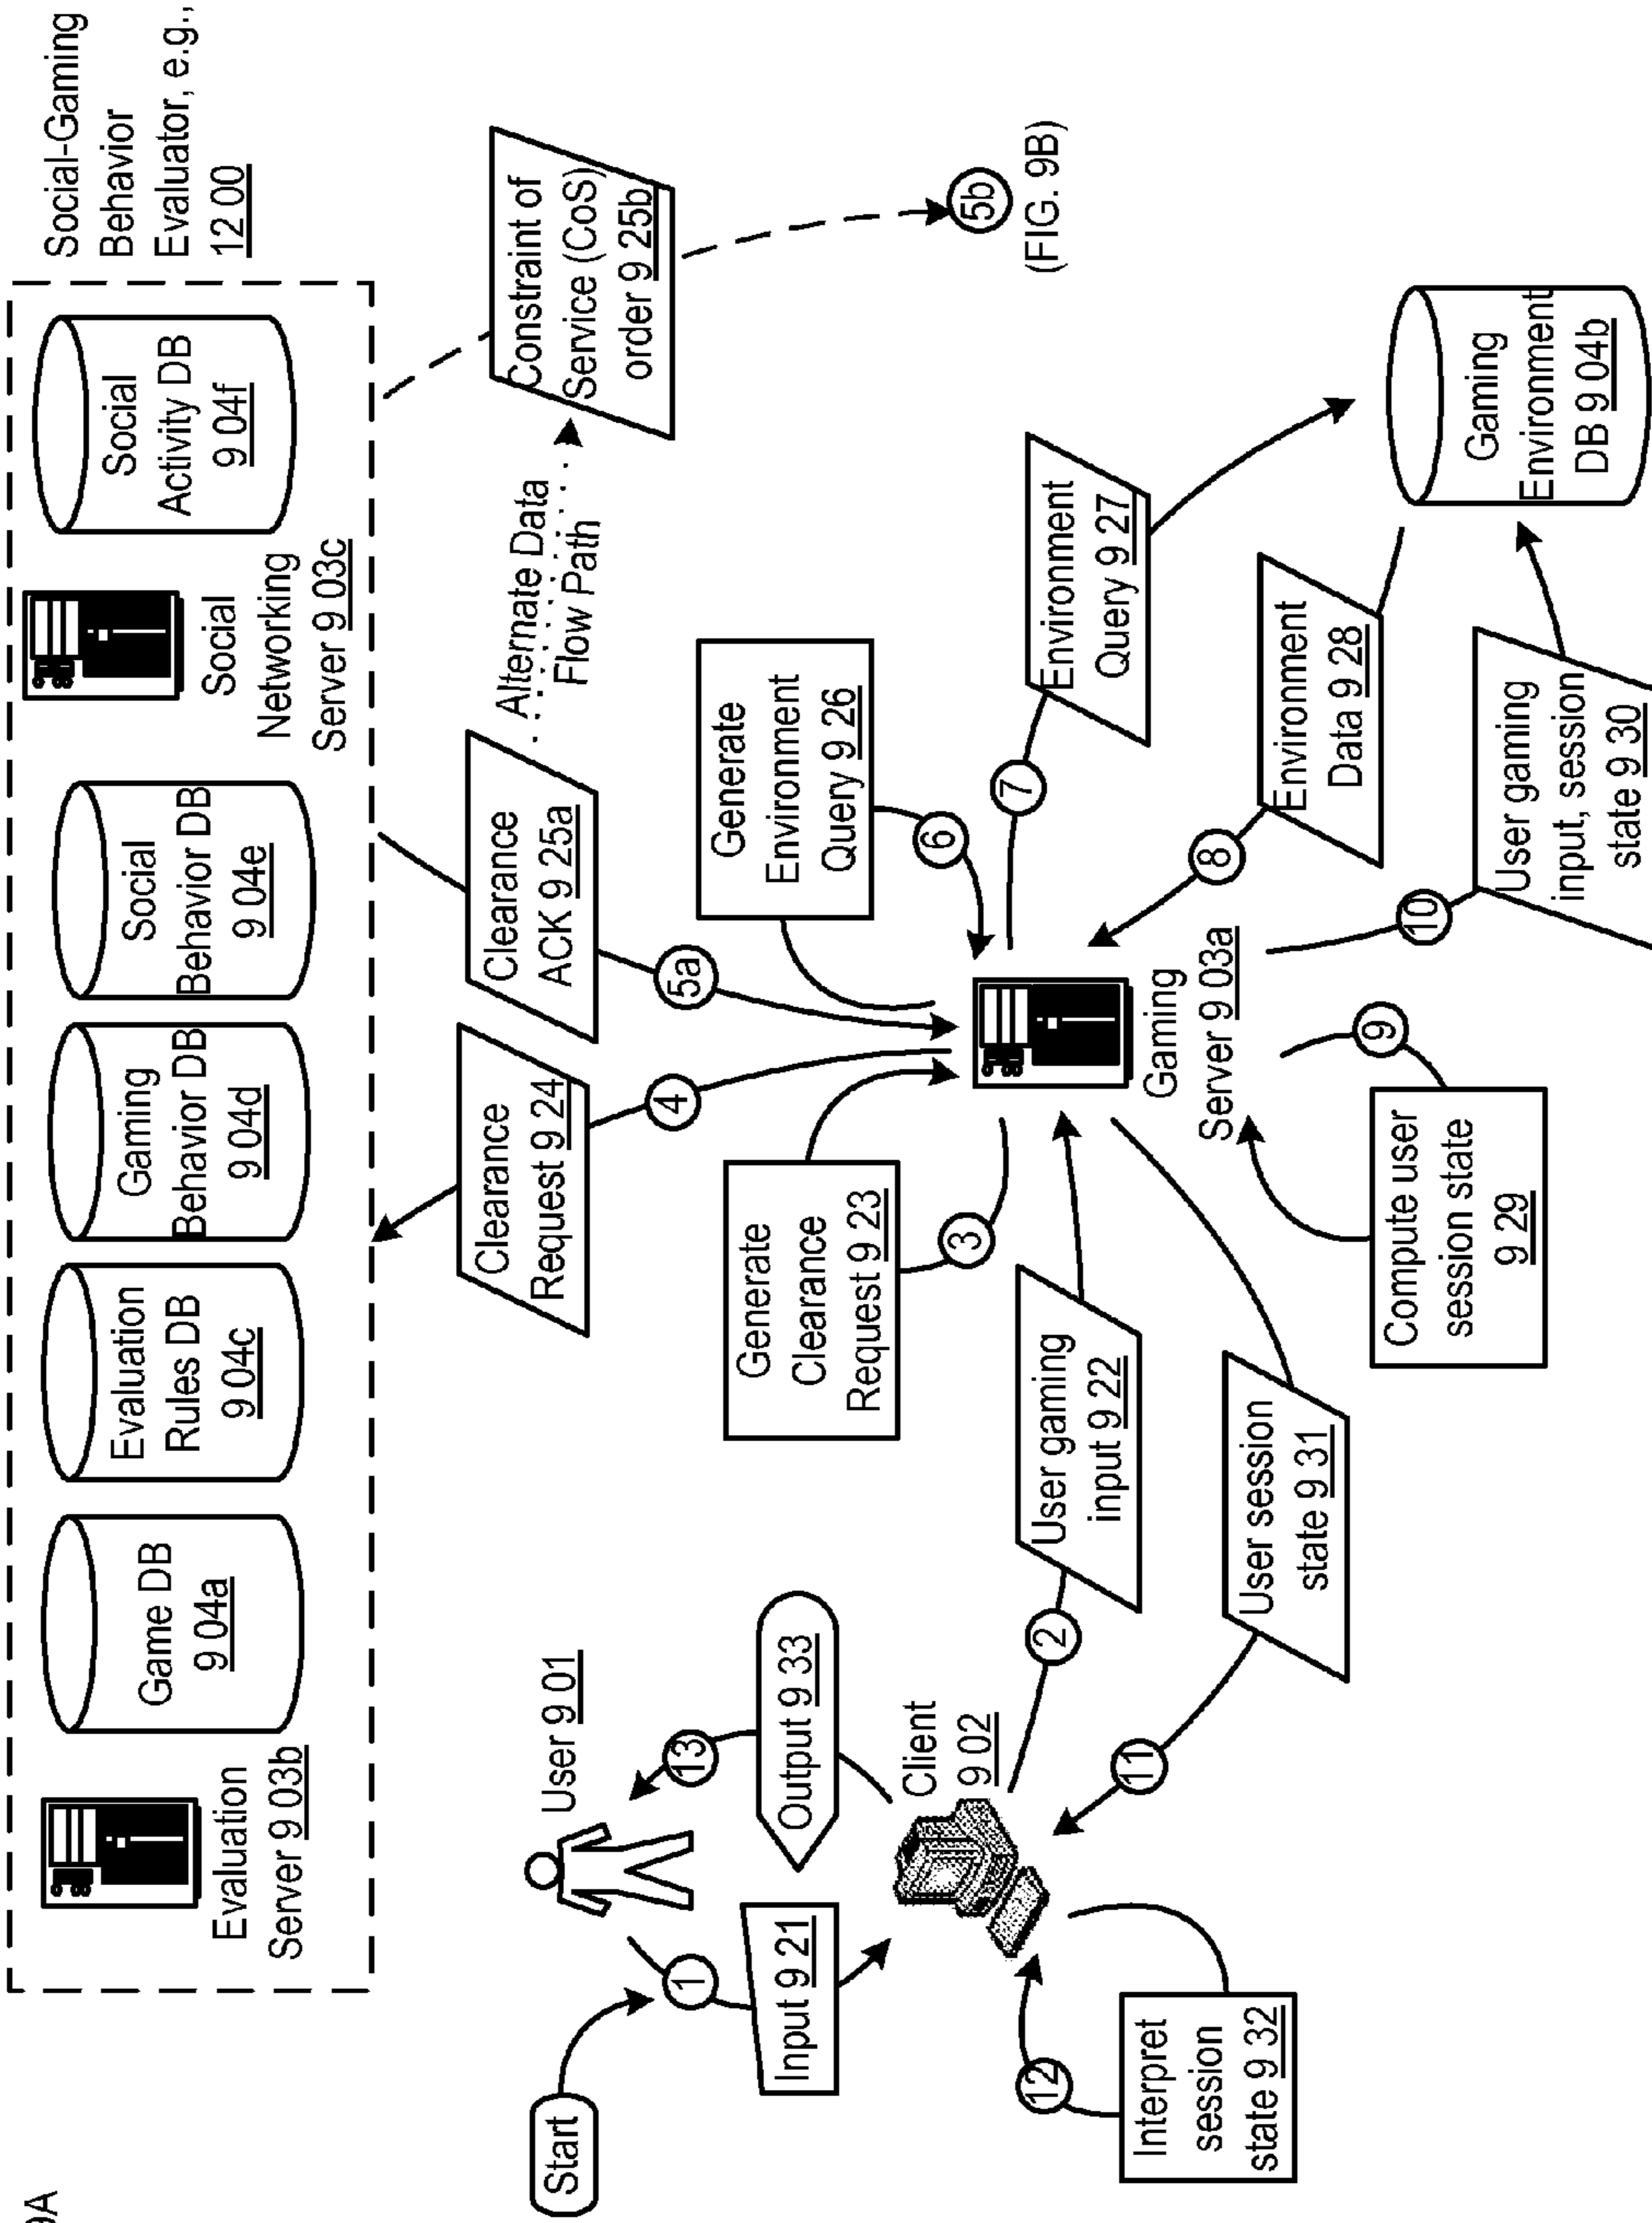 9A
Social-Gaming
Behavior
Evaluator, e.g.,
12 00
Evaluation
Server 9 03b
Game DB
9 04a
Evaluation
Rules DB
9 04c
Gaming
Behavior DB
9 04d
Social
Behavior DB
9 04e
Social
Networking
Server 9 03c
Social
Activity DB
9 04f
Start
1
Input 9 21
User 9 01
13
Output 9 33
Client
9 02
12
Interpret
session
state 9 32
2
User gaming
input 9 22
11
User session
state 9 31
3
Generate
Clearance
Request 9 23
4
Clearance
Request 9 24
5a
Clearance
ACK 9 25a
Alternate Data
Flow Path
Constraint of
Service (CoS)
order 9 25b
5b
(FIG. 9B)
6
Generate
Environment
Query 9 26
7
Environment
Query 9 27
8
Environment
Data 9 28
Gaming
Server 9 03a
9
Compute user
session state
9 29
10
User gaming
input, session
state 9 30
Gaming
Environment
DB 9 04b